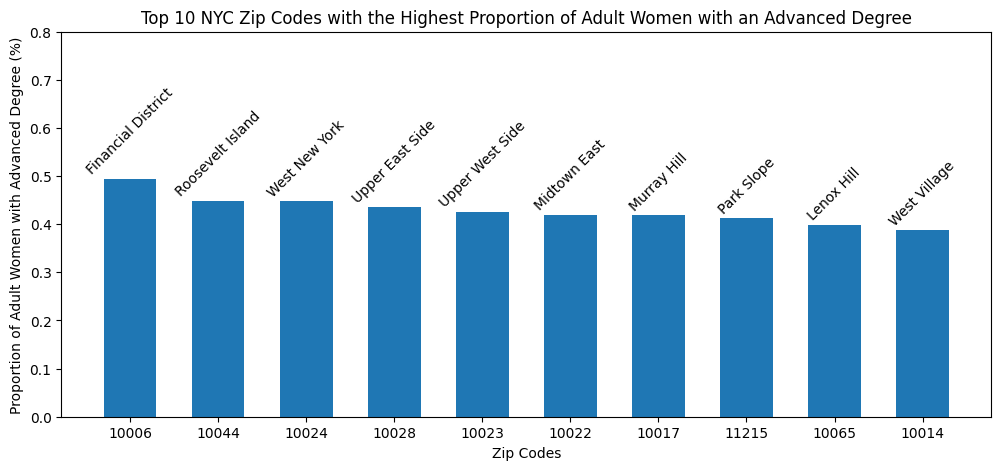 Top 10 NYC Zip Codes with the Highest Proportion of Adult Women with an Advanced Degree
Proportion of Adult Women with Advanced Degree (%)
0.8
0.7
0.6
0.5
0.4
0.3
0.2
0.1
0.0
Financial District
Roosevelt Island
West New York
Upper East Side
Upper West Side
Midtown East
Murray Hill
Park Slope
Lenox Hill
West Village
10006 10044 10024 10028 10023 10022 10017 11215 10065 10014
Zip Codes